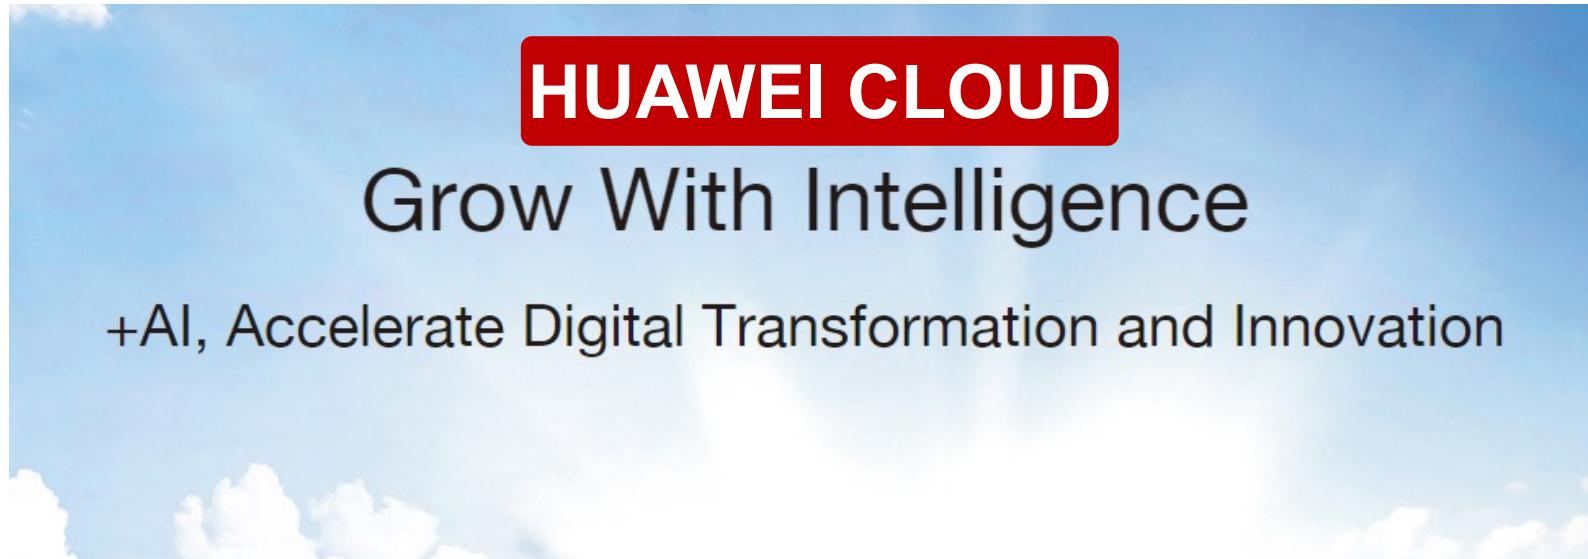 HUAWEI CLOUD
Grow With Intelligence
+AI, Accelerate Digital Transformation and Innovation